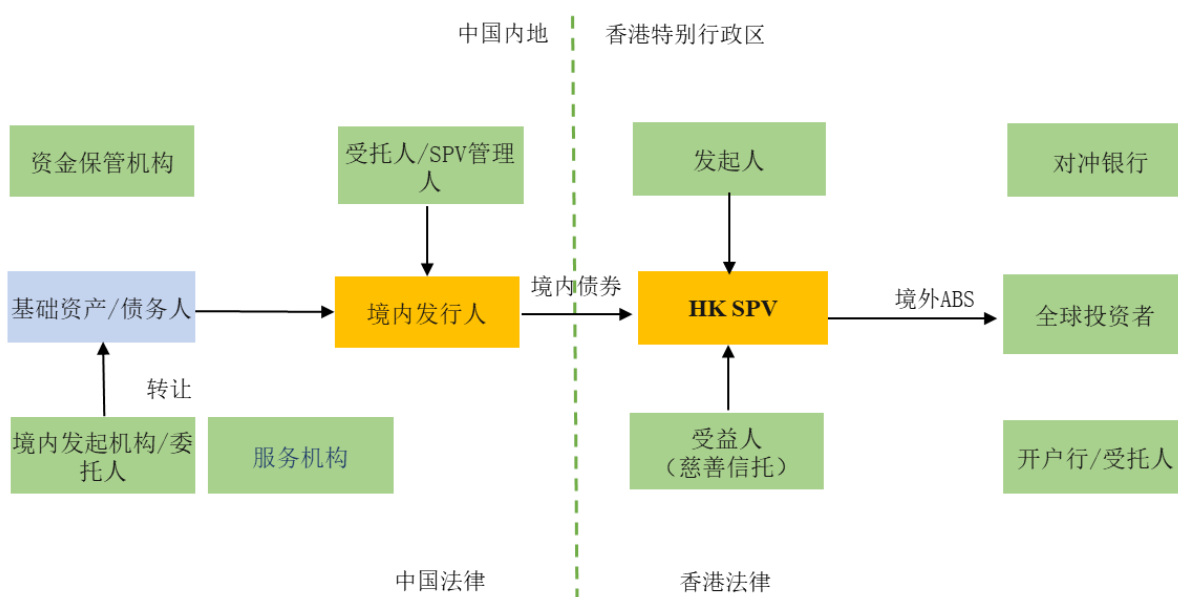 中国内地
香港特别行政区
资金保管机构
受托人/SPV管理
人
发起人
对冲银行
基础资产/债务人
境内发行人
境内债券
HK SPV
境外ABS
全球投资者
转让
境内发起机构/委
托人
服务机构
受益人
（慈善信托）
开户行/受托人
中国法律
香港法律